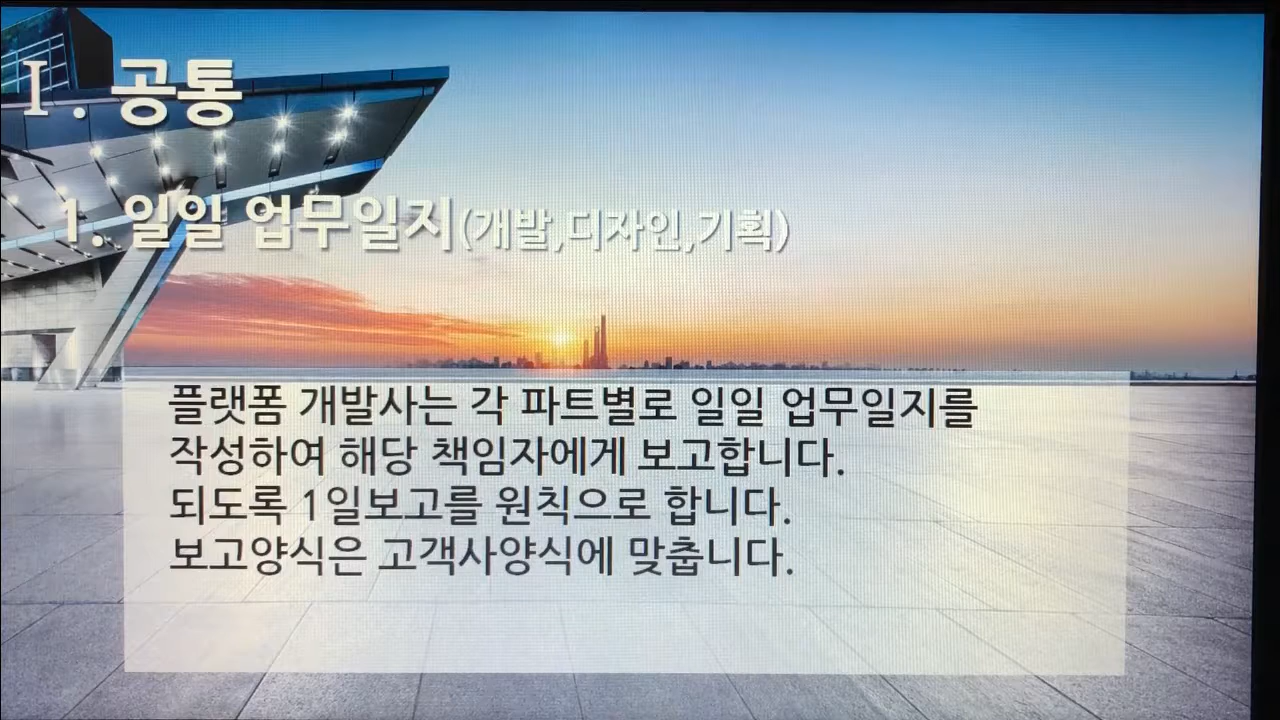 I. 공통
1. 일일 업무일지(개발,디자인,기획)
플랫폼 개발사는 각 파트별로 일일 업무일지를
작성하여 해당 책임자에게 보고합니다.
되도록 1일보고를 원칙으로 합니다.
보고양식은 고객사양식에 맞춥니다.